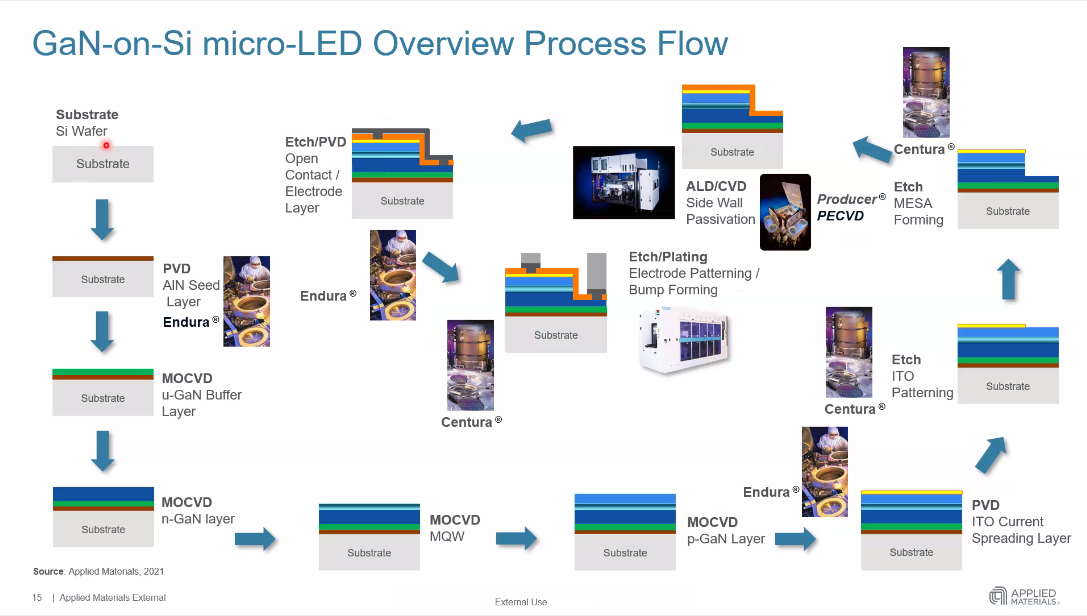 GaN-on-Si micro-LED Overview Process Flow
Substrate
Si Wafer
Substrate
PVD
AlN Seed
Layer
Endura ®
Substrate
MOCVD
u-GaN Buffer
Layer
Substrate
MOCVD
n-GaN layer
Substrate
MOCVD
MQW
Substrate
MOCVD
p-GaN Layer
Substrate
Endura ®
PVD
ITO Current
Spreading Layer
Substrate
Etch
ITO
Patterning
Centura ®
Substrate
Centura ®
Etch
MESA
Forming
Substrate
ALD/CVD
Side Wall
Passivation
Producer ®
PECVD
Substrate
Etch/PVD
Open
Contact /
Electrode
Layer
Substrate
Endura ®
Etch/Plating
Electrode Patterning /
Bump Forming
Substrate
Centura ®
Source: Applied Materials, 2021
15 | Applied Materials External
External Use
APPLIED
MATERIALS